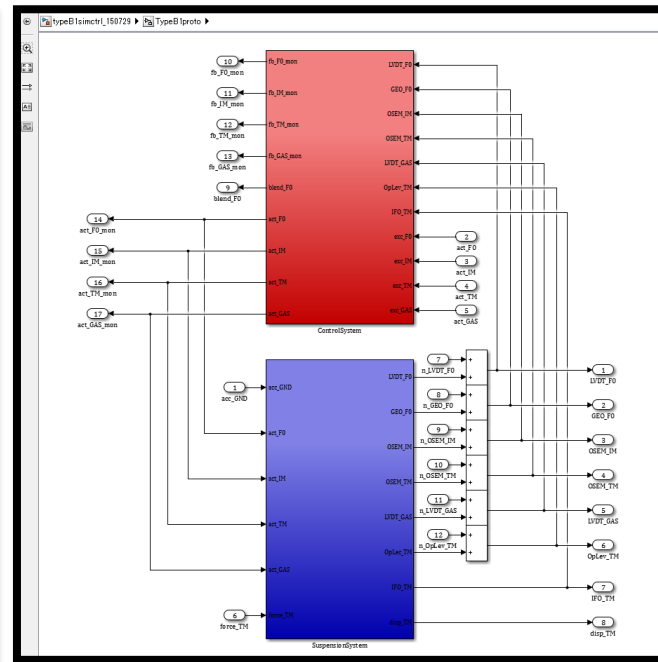 typeB1simctrl_150729 ▶ TypeB1proto ▶
10
fb_F0_mon
11
fb_IM_mon
12
fb_TM_mon
13
fb_GAS_mon
9
blend_F0
14
act_F0_mon
15
act_IM_mon
16
act_TM_mon
17
act_GAS_mon
fb_F0_mon
fb_IM_mon
fb_TM_mon
fb_GAS_mon
blend_F0
act_F0
act_IM
act_TM
act_GAS
LVDT_F0
GEO_F0
OSEM_IM
OSEM_TM
LVDT_GAS
OpLev_TM
IFO_TM
exc_F0
exc_IM
exc_TM
exc_GAS
ControlSystem
2
act_F0
3
act_IM
4
act_TM
5
act_GAS
1
acc_GND
6
force_TM
acc_GND
act_F0
act_IM
act_TM
act_GAS
force_TM
LVDT_F0
GEO_F0
OSEM_IM
OSEM_TM
LVDT_GAS
OpLev_TM
IFO_TM
disp_TM
SuspensionSystem
7
n_LVDT_F0
8
n_GEO_F0
9
n_OSEM_IM
10
n_OSEM_TM
11
n_LVDT_GAS
12
n_OpLev_TM
+
+
+
+
+
+
+
+
+
+
+
+
1
LVDT_F0
2
GEO_F0
3
OSEM_IM
4
OSEM_TM
5
LVDT_GAS
6
OpLev_TM
7
IFO_TM
8
disp_TM